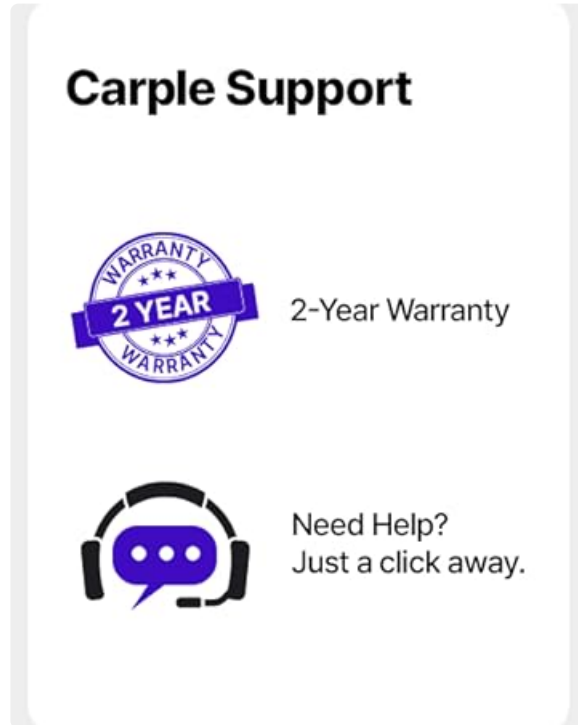 Carple Support
WARRANTY
2 YEAR
WARRANTY
2-Year Warranty
Need Help?
Just a click away.